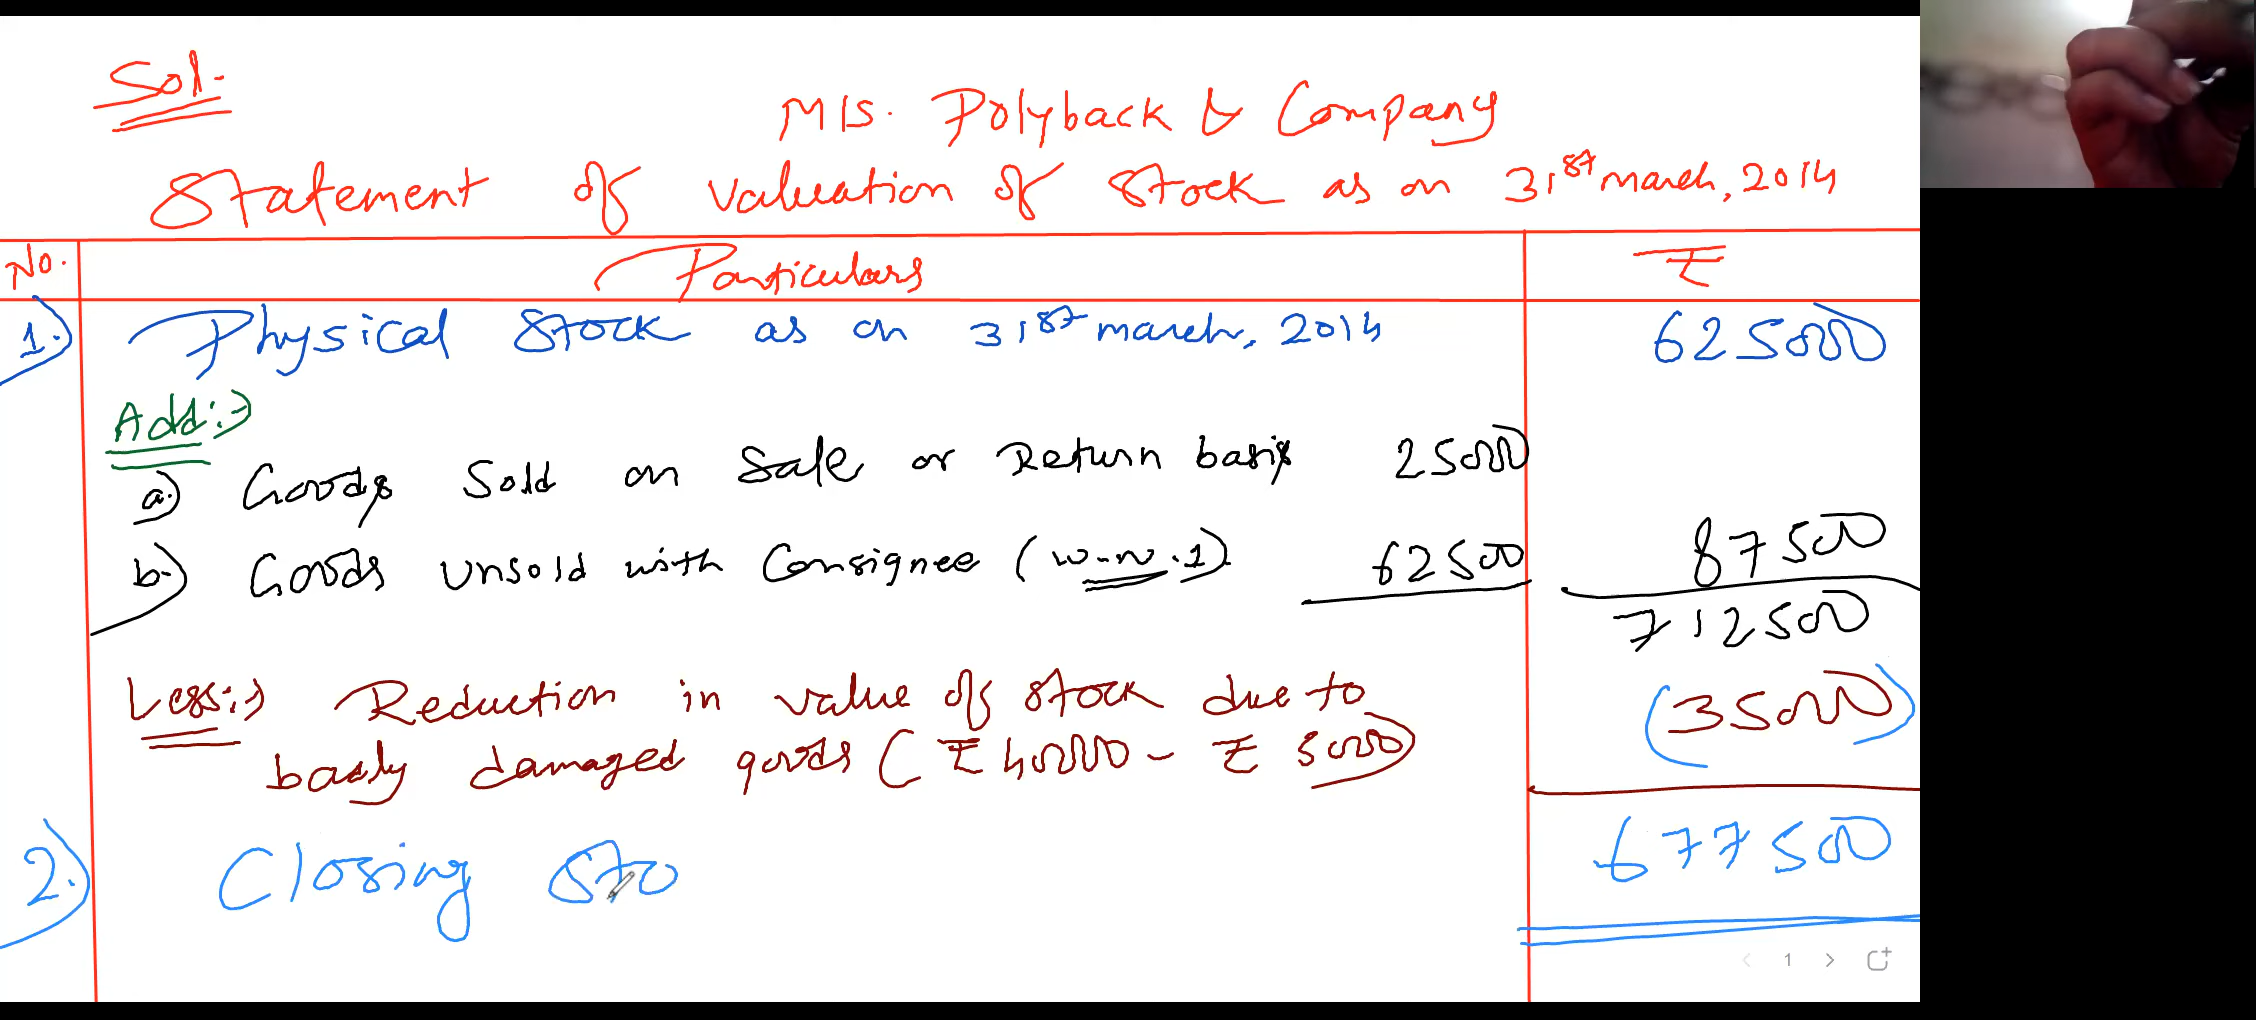 Sol.
M/s. Polyback & Company
Statement of valuation of Stock as on 31st march, 2014
No. Particulars ₹
1.) Physical Stock as on 31st march, 2014 625000
Add:→
a.) Goods Sold on Sale or Return basis 25000
b.) Goods unsold with Consignee (W.N.1) 62500 87500
712500
Less:→ Reduction in value of stock due to (35000)
badly damaged goods (₹ 40000 - ₹ 5000)
2.) Closing Sto 677500
1